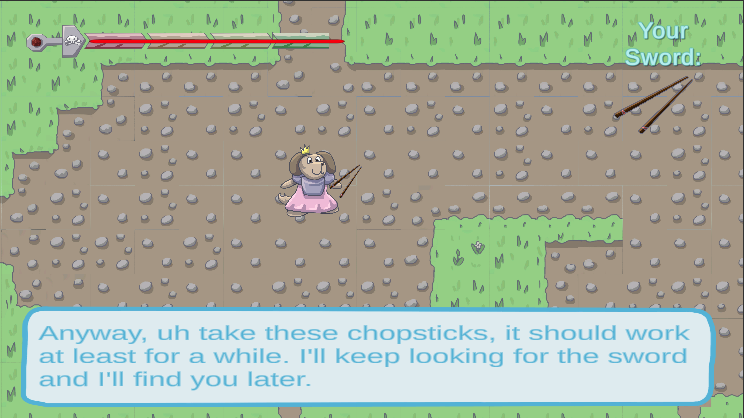 Your
Sword:
Anyway, uh take these chopsticks, it should work
at least for a while. I'll keep looking for the sword
and I'll find you later.